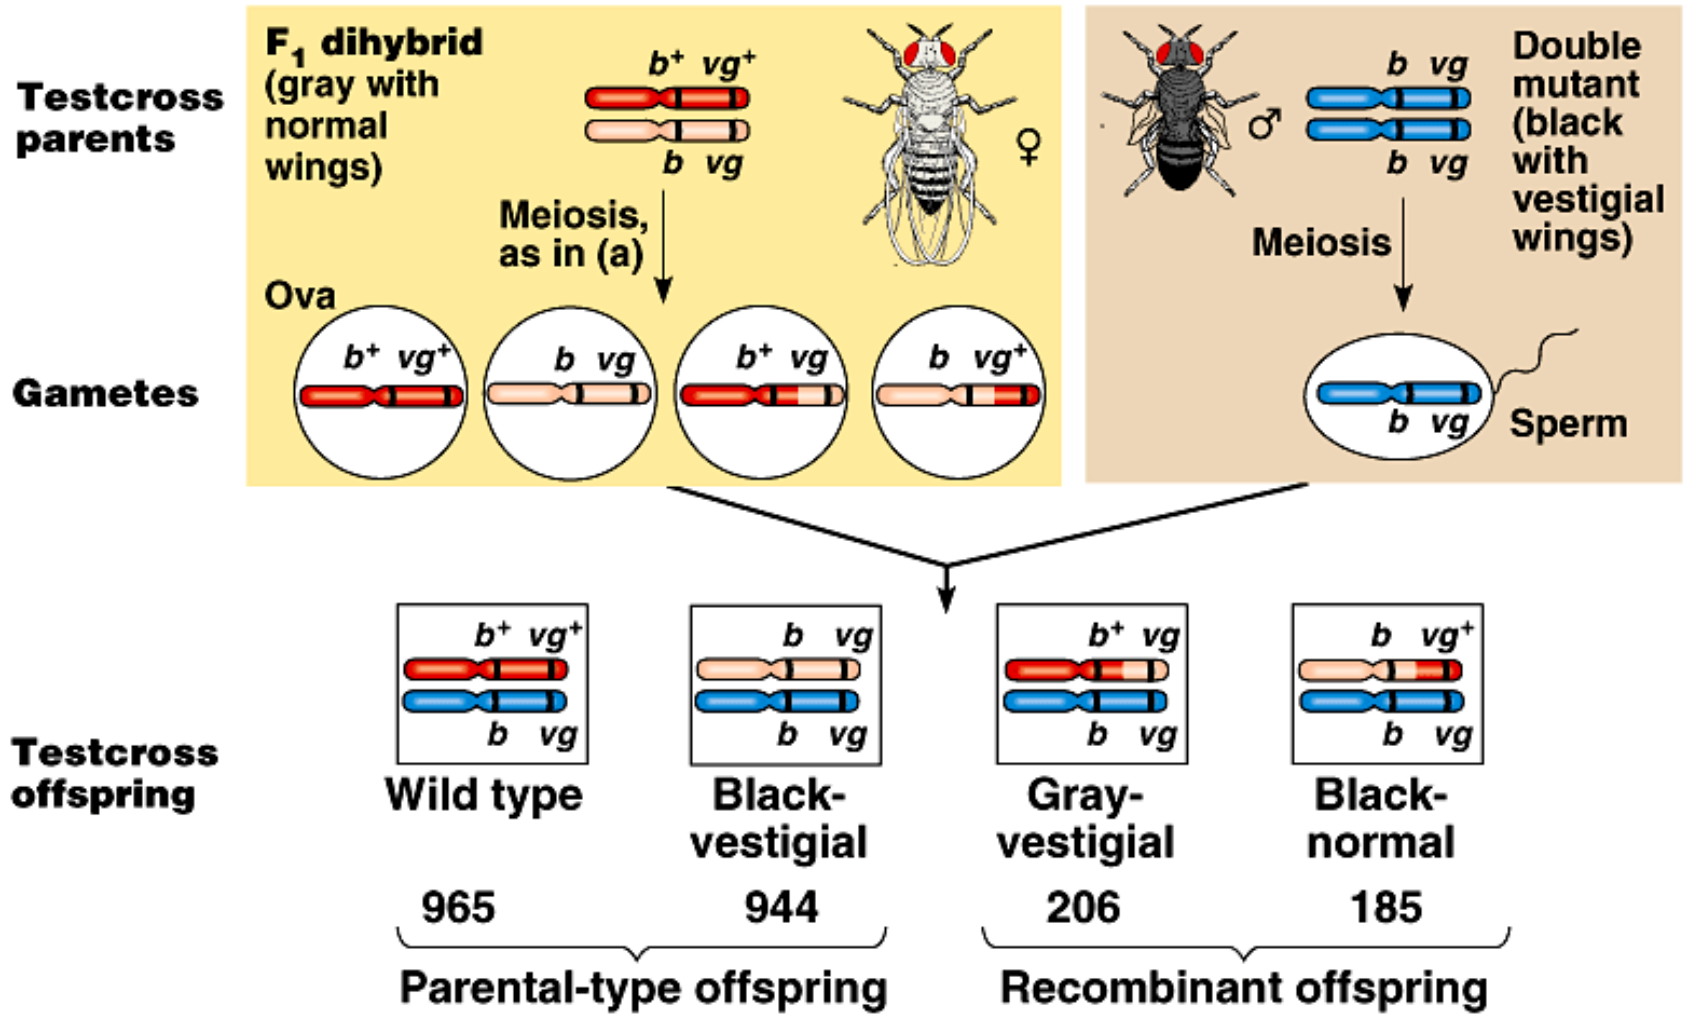 Testcross
parents
F1 dihybrid
(gray with
normal
wings)
b+ vg+
b vg
♀
Meiosis,
as in (a)
♂
b vg
b vg
Double
mutant
(black
with
vestigial
wings)
Meiosis
Ova
Gametes
b+ vg+
b vg
b+ vg
b vg+
b vg
Sperm
Testcross
offspring
b+ vg+
b vg
Wild type
b vg
b vg
Black-
vestigial
b+ vg
b vg
Gray-
vestigial
b vg+
b vg
Black-
normal
965
944
206
185
Parental-type offspring
Recombinant offspring